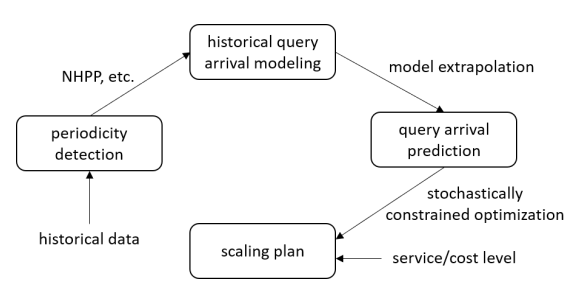 historical query
arrival modeling
NHPP, etc.
model extrapolation
periodicity
detection
query arrival
prediction
stochastically
constrained optimization
historical data
scaling plan
service/cost level